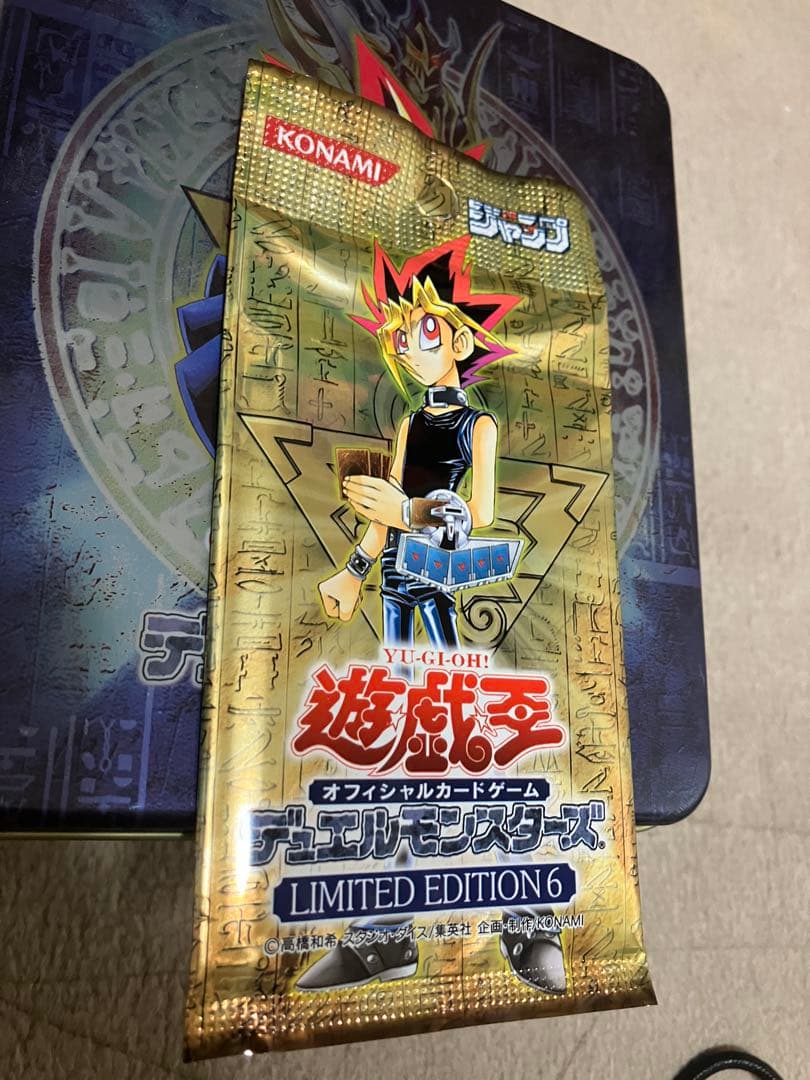 KONAMI
ジャンプ
YU-GI-OH!
遊☆戯☆王
オフィシャルカードゲーム
デュエルモンスターズ®
LIMITED EDITION 6
©高橋和希 スタジオ・ダイス/集英社 企画・制作/KONAMI